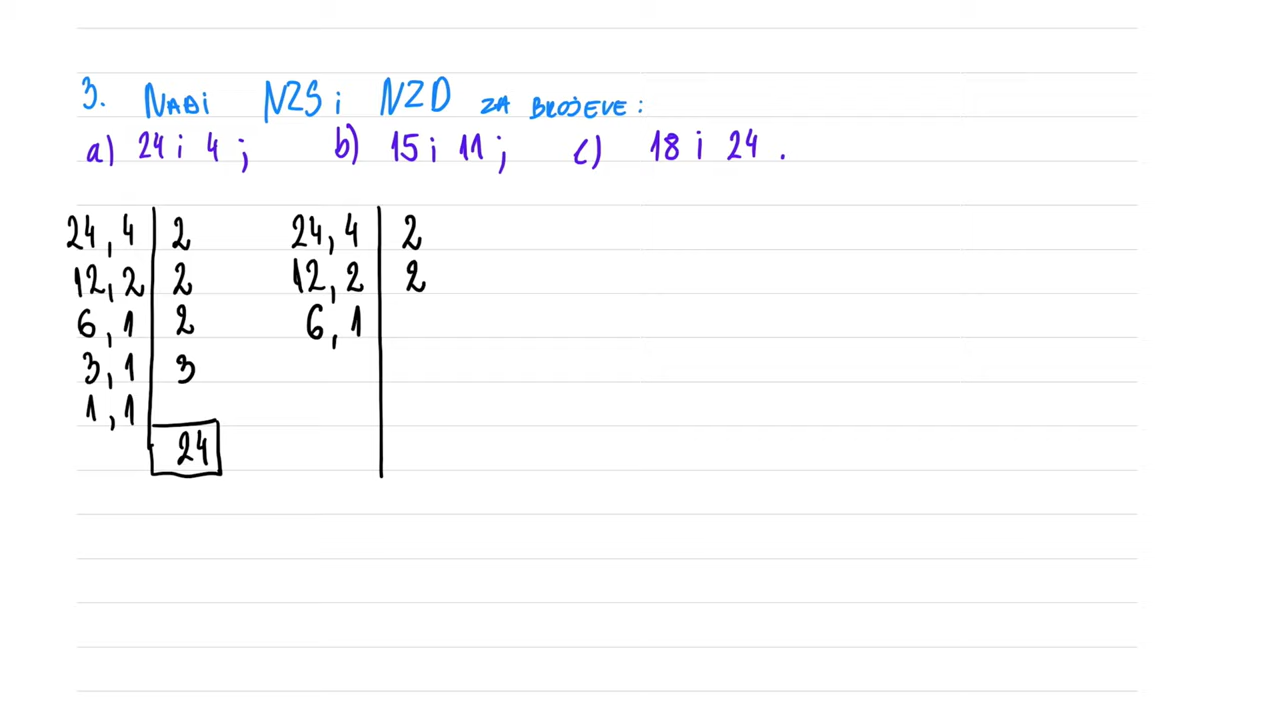 3. NAĐI NZS i NZD ZA BROJEVE:
a) 24 i 4; b) 15 i 11; c) 18 i 24.
24, 4 | 2 24, 4 | 2
12, 2 | 2 12, 2 | 2
6, 1 | 2 6, 1
3, 1 | 3
1, 1
24